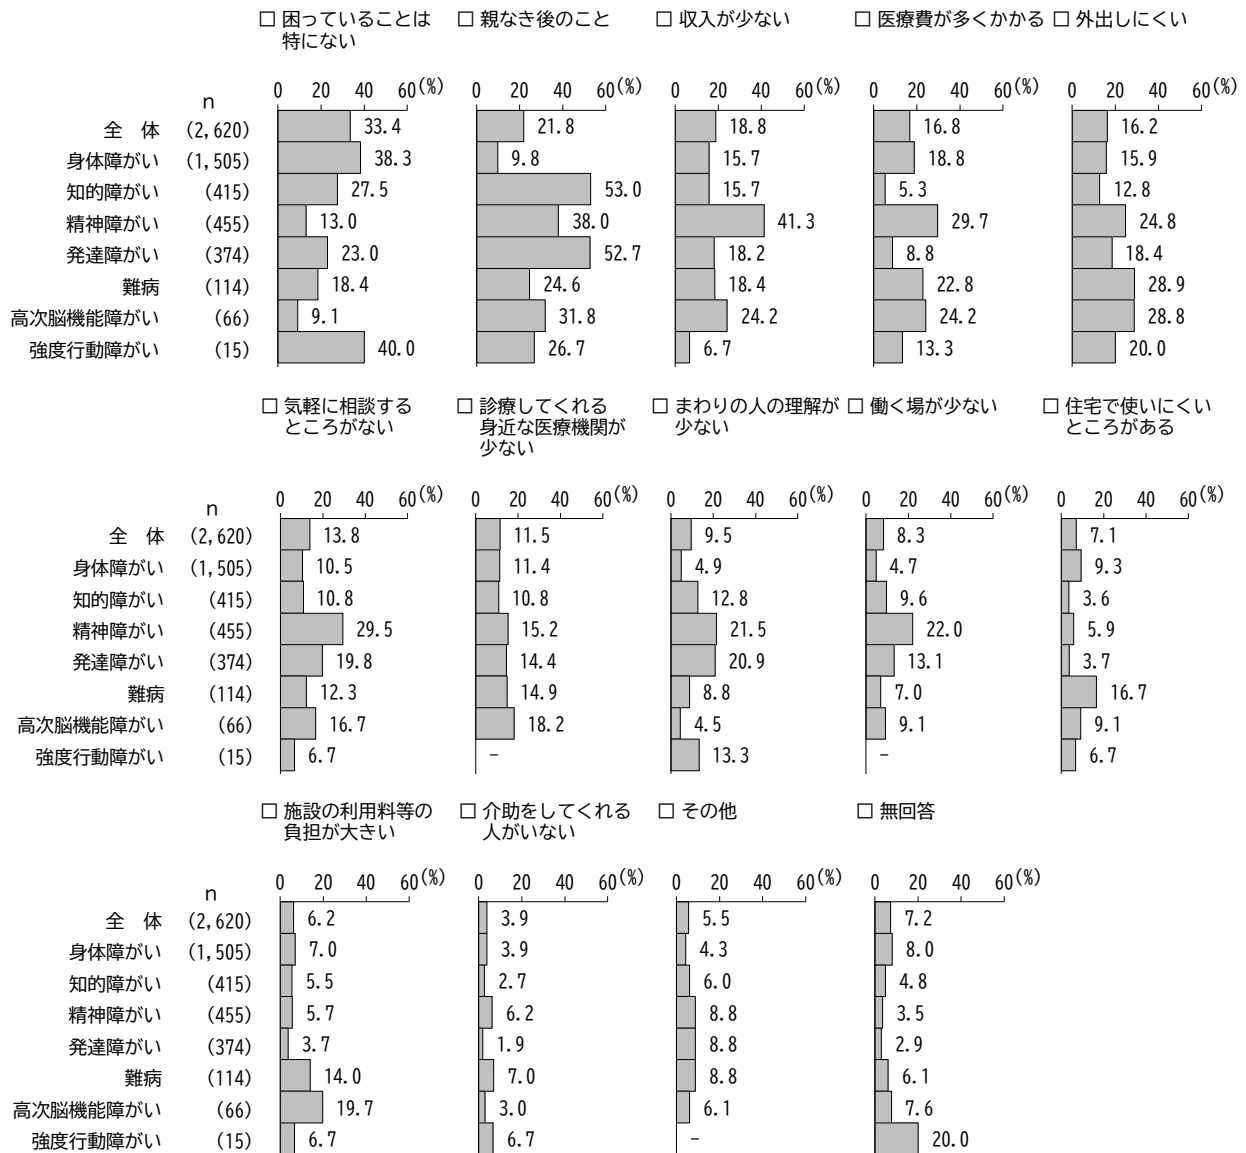 □ 困っていることは
特にない
□ 親なき後のこと
□ 収入が少ない
□ 医療費が多くかかる
□ 外出しにくい
0 20 40 60(%) 0 20 40 60(%) 0 20 40 60(%) 0 20 40 60(%) 0 20 40 60(%)
n
全　体 (2,620) 33.4 21.8 18.8 16.8 16.2
身体障がい (1,505) 38.3 9.8 15.7 18.8 15.9
知的障がい (415) 27.5 53.0 15.7 5.3 12.8
精神障がい (455) 13.0 38.0 41.3 29.7 24.8
発達障がい (374) 23.0 52.7 18.2 8.8 18.4
難病 (114) 18.4 24.6 18.4 22.8 28.9
高次脳機能障がい (66) 9.1 31.8 24.2 24.2 28.8
強度行動障がい (15) 40.0 26.7 6.7 13.3 20.0
□ 気軽に相談する
ところがない
□ 診療してくれる
身近な医療機関が
少ない
□ まわりの人の理解が
少ない
□ 働く場が少ない
□ 住宅で使いにくい
ところがある
0 20 40 60(%) 0 20 40 60(%) 0 20 40 60(%) 0 20 40 60(%) 0 20 40 60(%)
n
全　体 (2,620) 13.8 11.5 9.5 8.3 7.1
身体障がい (1,505) 10.5 11.4 4.9 4.7 9.3
知的障がい (415) 10.8 10.8 12.8 9.6 3.6
精神障がい (455) 29.5 15.2 21.5 22.0 5.9
発達障がい (374) 19.8 14.4 20.9 13.1 3.7
難病 (114) 12.3 14.9 8.8 7.0 16.7
高次脳機能障がい (66) 16.7 18.2 4.5 9.1 9.1
強度行動障がい (15) 6.7 - 13.3 - 6.7
□ 施設の利用料等の
負担が大きい
□ 介助をしてくれる
人がいない
□ その他
□ 無回答
0 20 40 60(%) 0 20 40 60(%) 0 20 40 60(%) 0 20 40 60(%)
n
全　体 (2,620) 6.2 3.9 5.5 7.2
身体障がい (1,505) 7.0 3.9 4.3 8.0
知的障がい (415) 5.5 2.7 6.0 4.8
精神障がい (455) 5.7 6.2 8.8 3.5
発達障がい (374) 3.7 1.9 8.8 2.9
難病 (114) 14.0 7.0 8.8 6.1
高次脳機能障がい (66) 19.7 3.0 6.1 7.6
強度行動障がい (15) 6.7 6.7 - 20.0